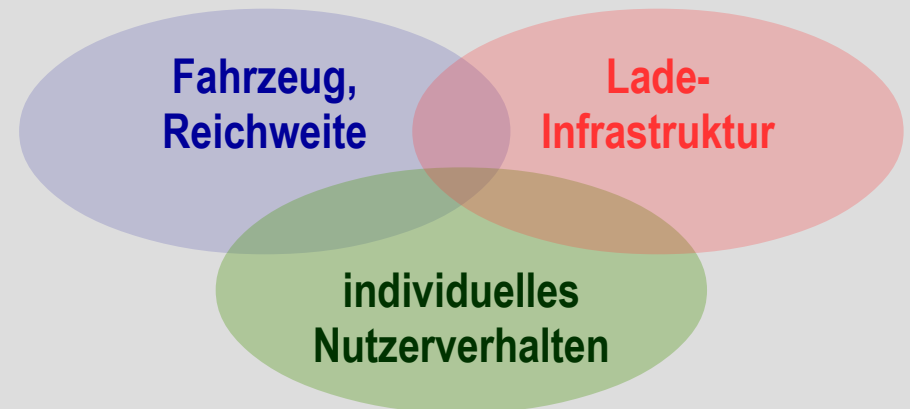 Fahrzeug,
Reichweite
Lade-
Infrastruktur
individuelles
Nutzerverhalten